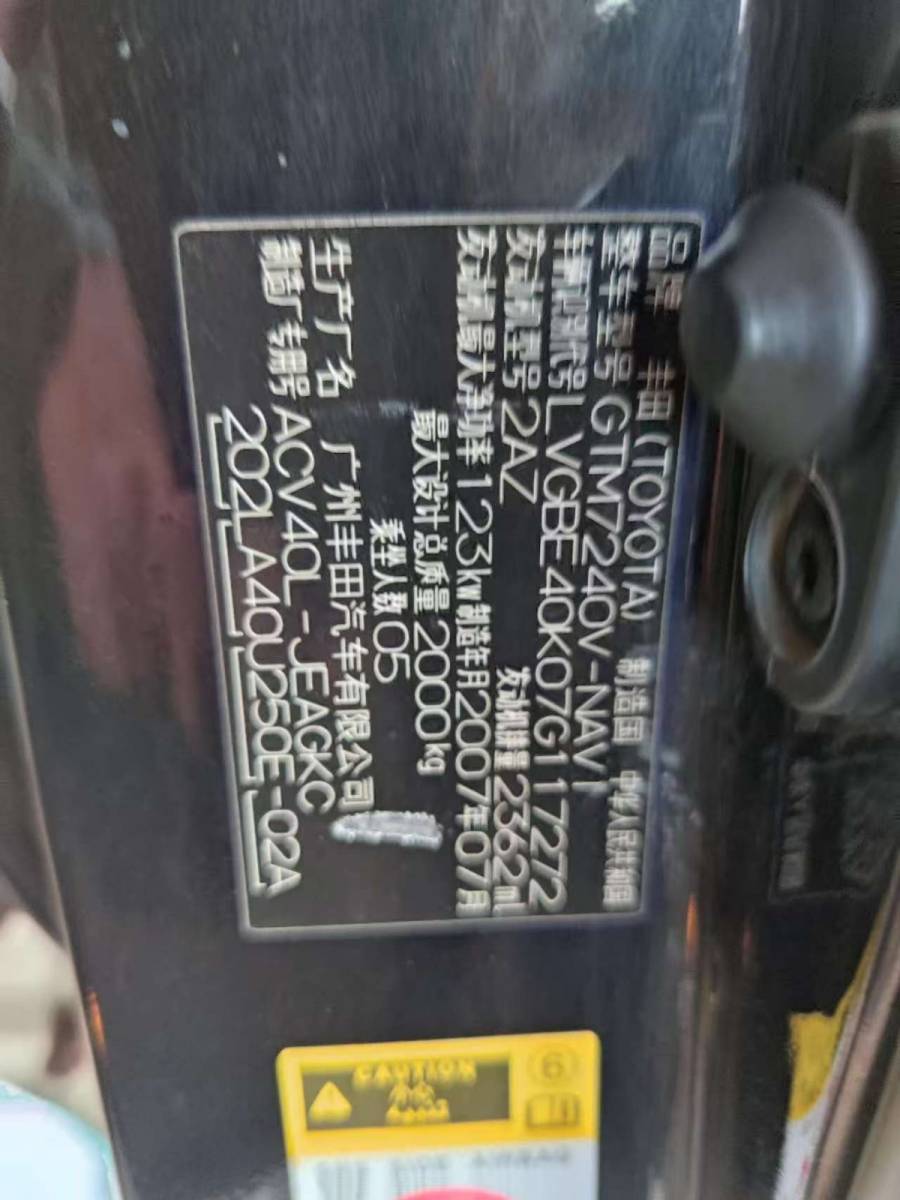 品牌 丰田(TOYOTA) 制造国 中华人民共和国
整车型号 GTM7240V-NAVI
车辆识别代号 LVGBE40K07G117272
发动机型号 2AZ 发动机排量 2362ml
发动机最大净功率 123kw 制造年月 2007年07月
最大设计总质量 2000kg
乘坐人数 05
生产厂名 广州丰田汽车有限公司
制造厂专用号 ACV40L-JEAGKC
202LA40U250E-02A
6
CAUTION